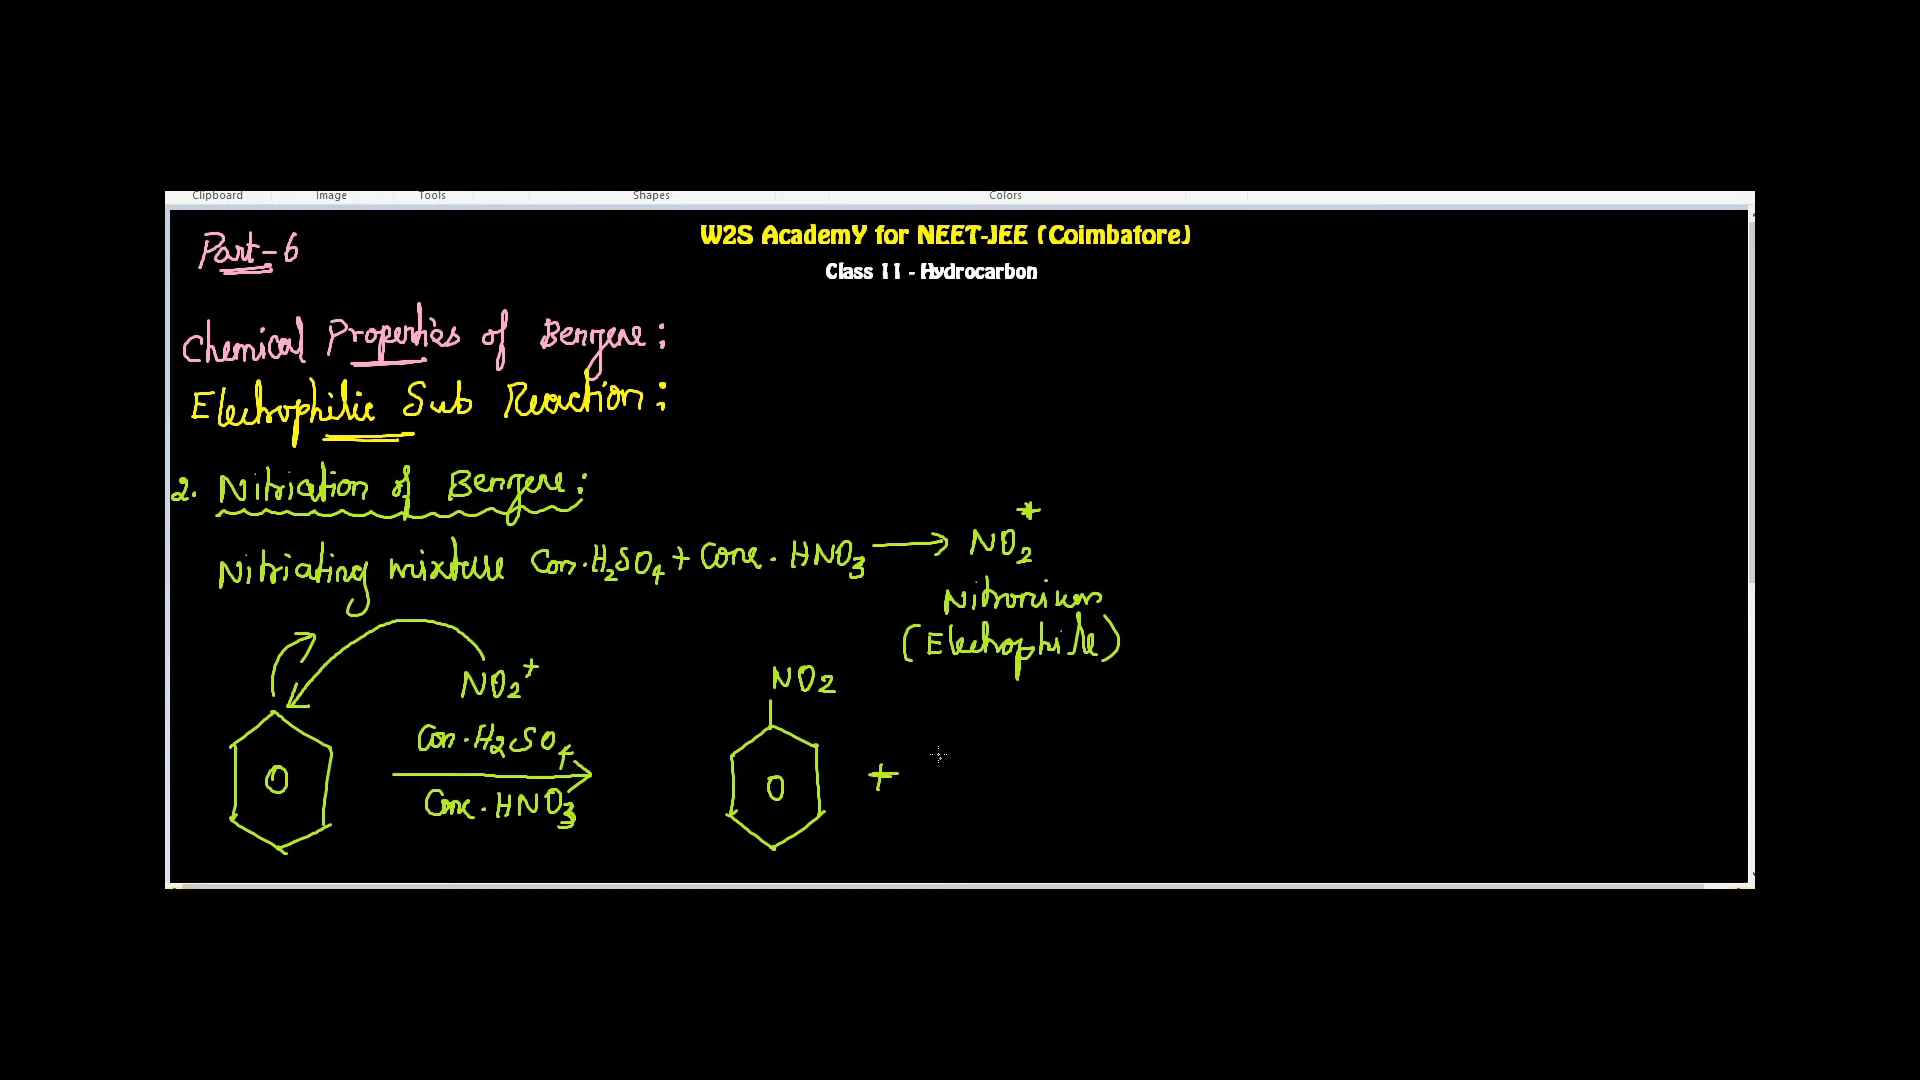 Clipboard Image Tools Shapes Colors
W2S AcademY for NEET-JEE (Coimbatore)
Class 11 - Hydrocarbon
Part-6
Chemical Properties of Benzene:
Electrophilic Sub Reaction:
2. Nitriation of Benzene:
Nitriating mixture Con.H₂SO₄ + Conc. HNO₃ ⟶ NO₂⁺
Nitronium
(Electrophile)
NO₂⁺
NO2
Con.H₂SO₄
Conc.HNO₃
+